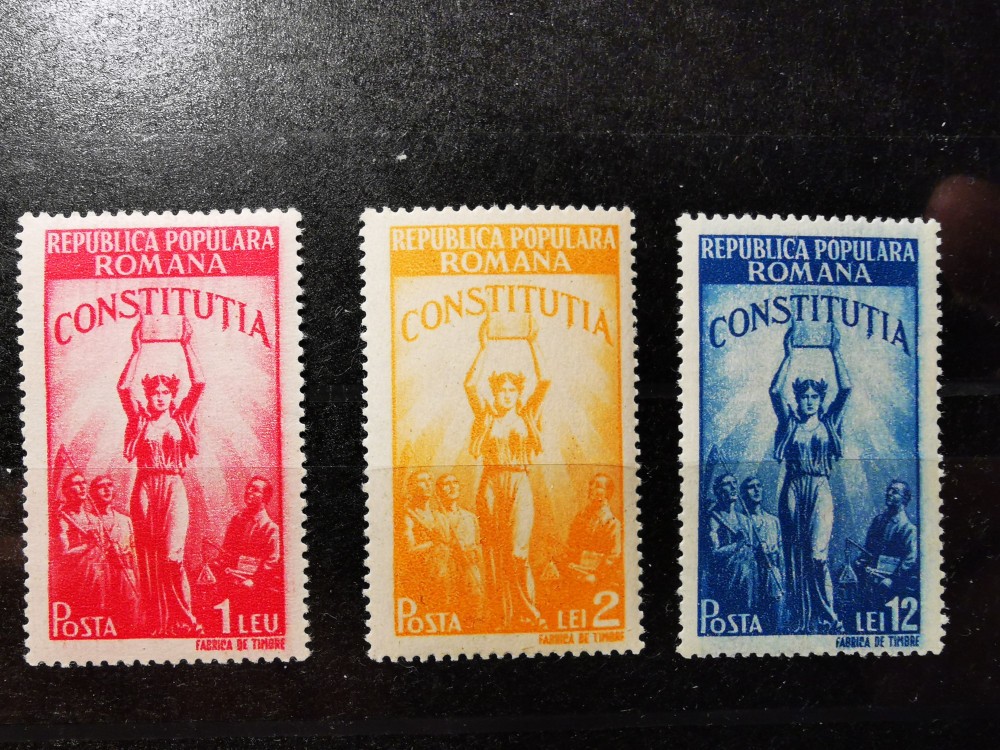 REPUBLICA POPULARA
ROMANA
CONSTITUȚIA
POSTA 1 LEU
FABRICA DE TIMBRE
REPUBLICA POPULARA
ROMANA
CONSTITUȚIA
POSTA LEI 2
FABRICA DE TIMBRE
REPUBLICA POPULARA
ROMANA
CONSTITUȚIA
POSTA LEI 12
FABRICA DE TIMBRE